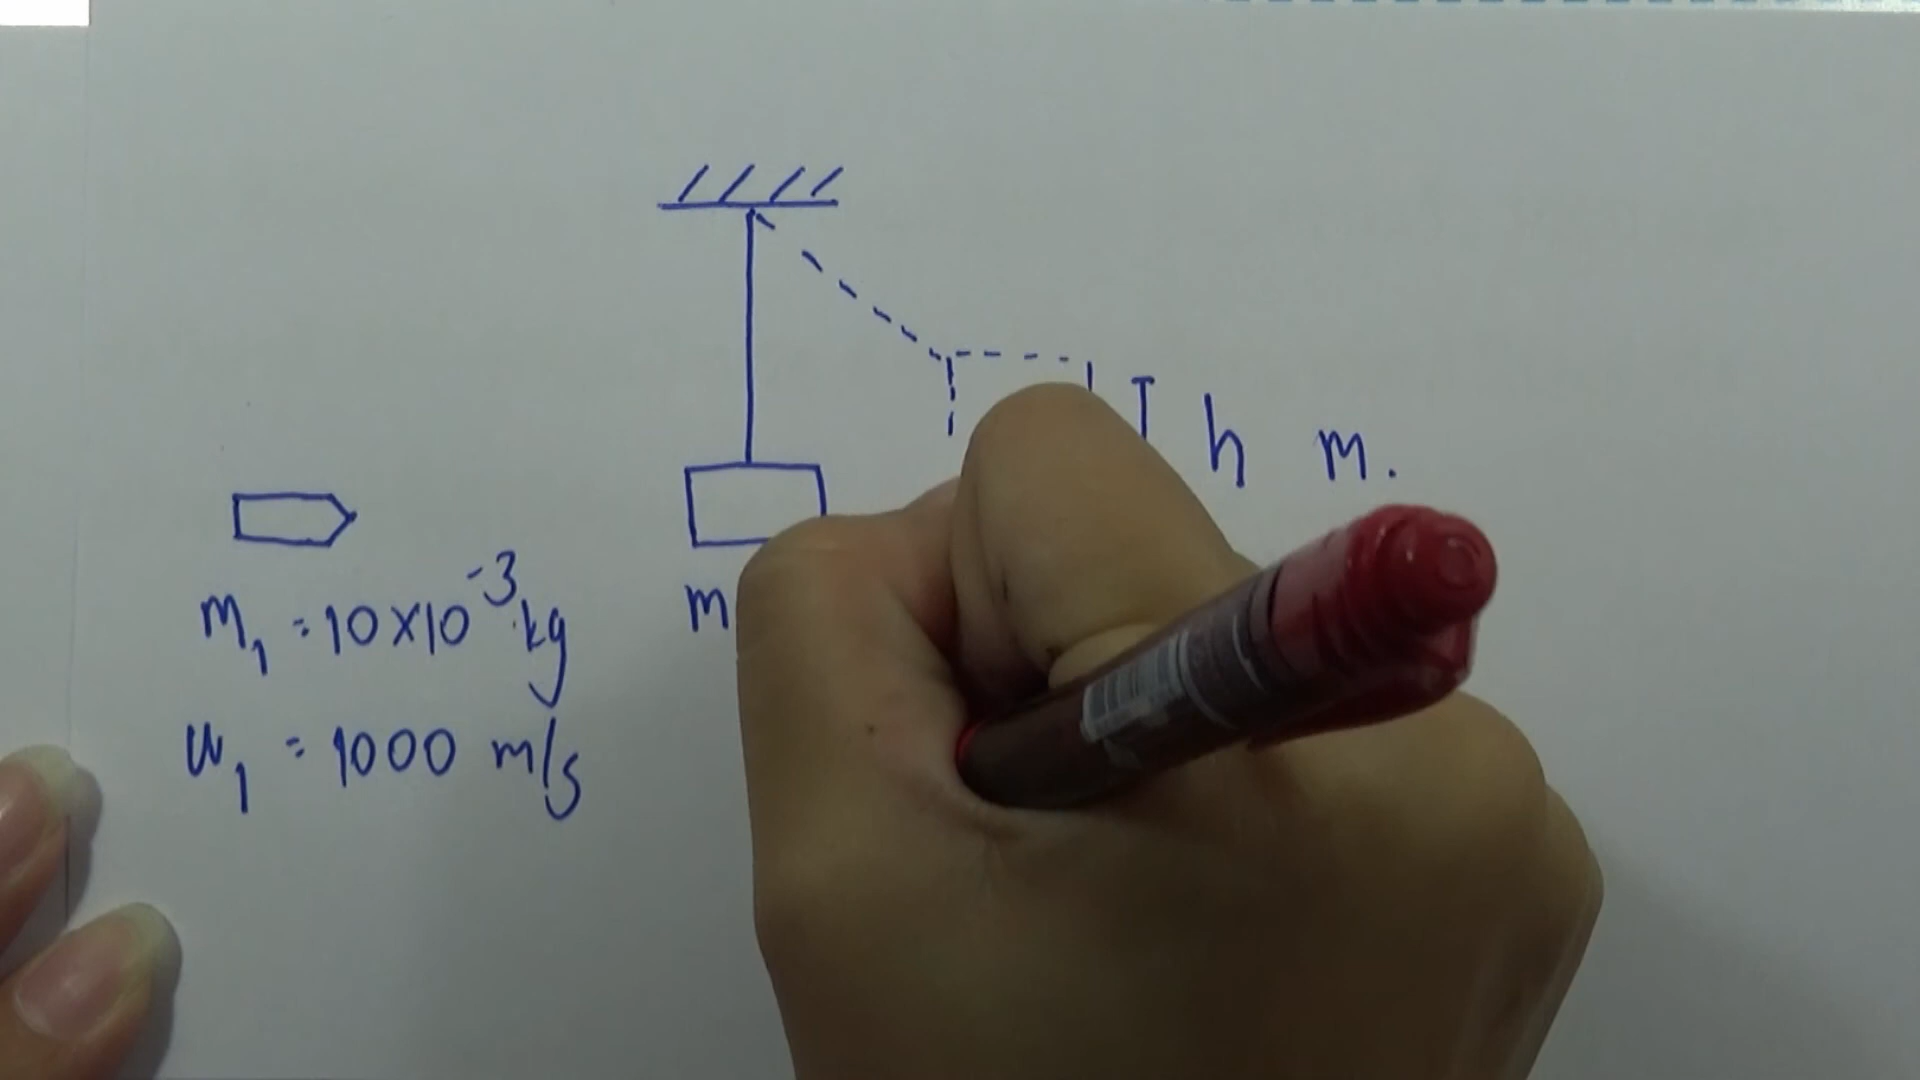 h m.
m
m₁ = 10×10⁻³ kg
u₁ = 1000 m/s